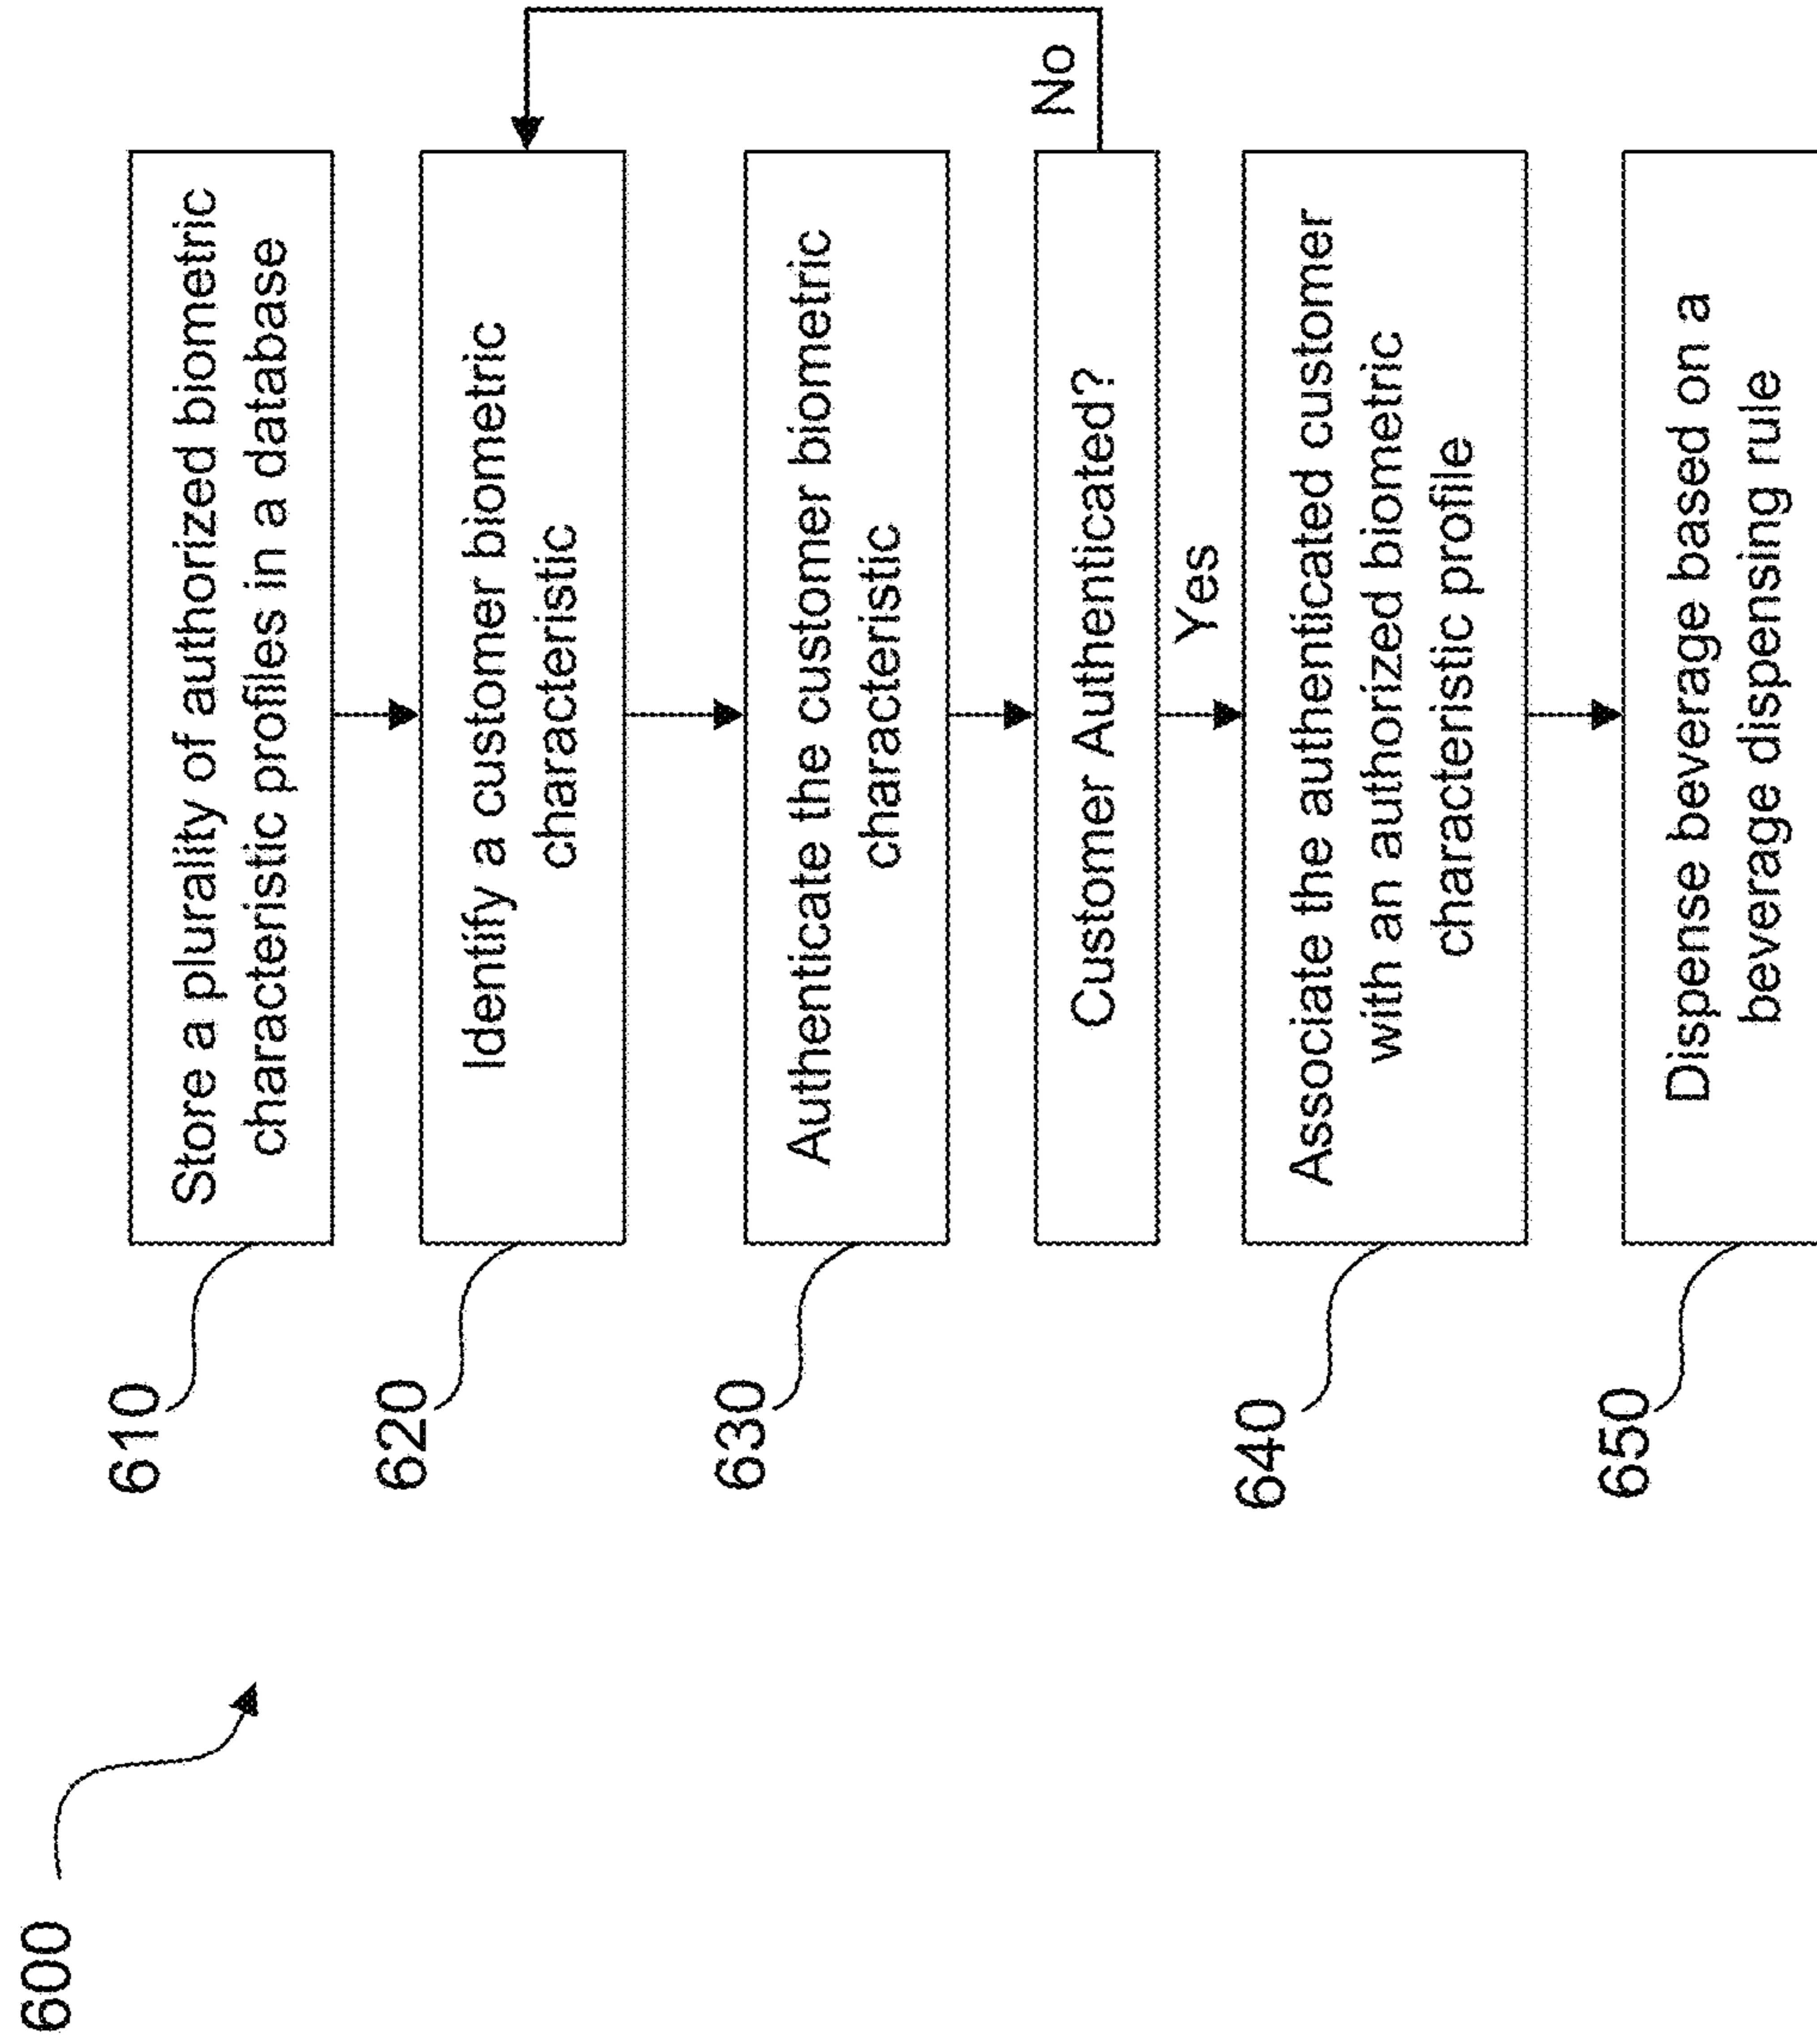 600
610
Store a plurality of authorized biometric
characteristic profiles in a database
620
Identify a customer biometric
characteristic
630
Authenticate the customer biometric
characteristic
Customer Authenticated?
No
Yes
640
Associate the authenticated customer
with an authorized biometric
characteristic profile
650
Dispense beverage based on a
beverage dispensing rule